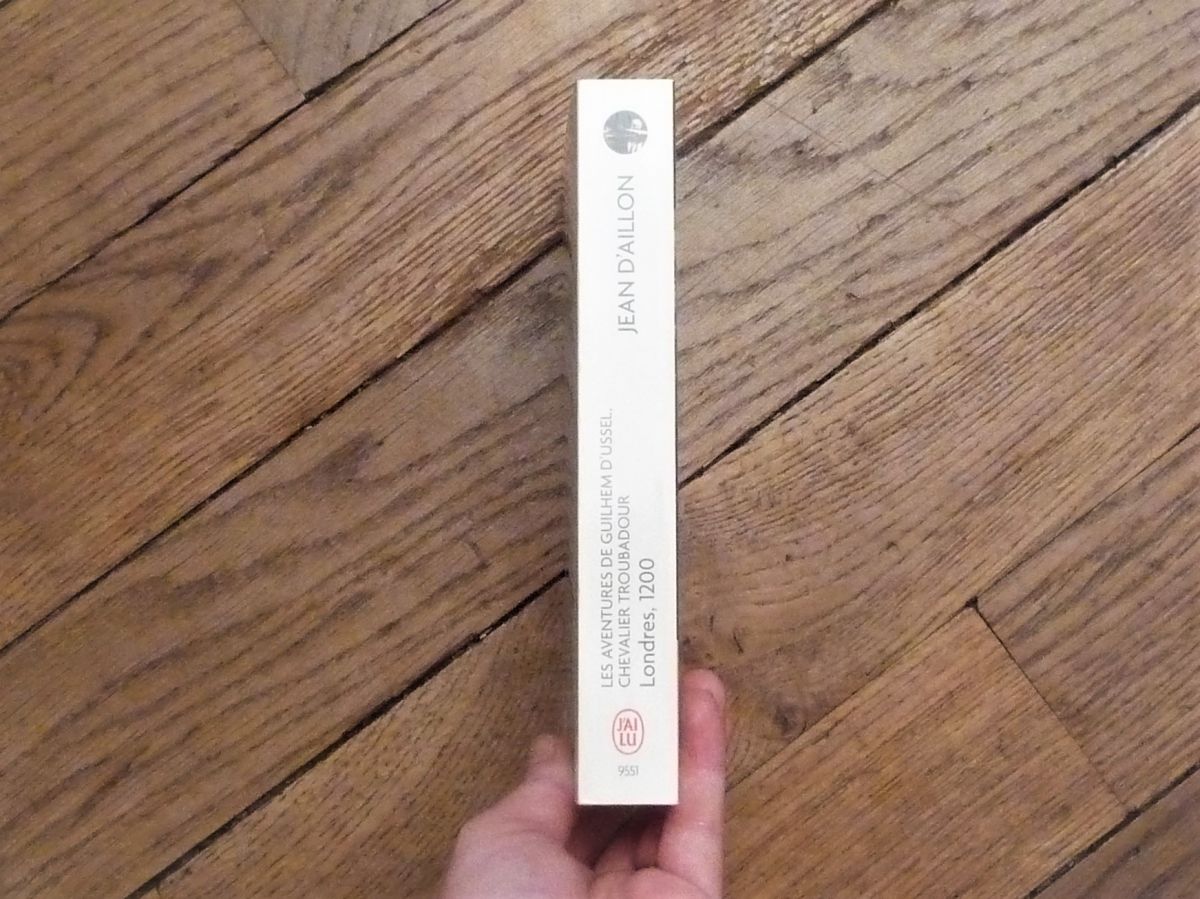 JEAN D'AILLON
LES AVENTURES DE GUILHEM D'USSEL,
CHEVALIER TROUBADOUR
Londres, 1200
J'AI
LU
9551